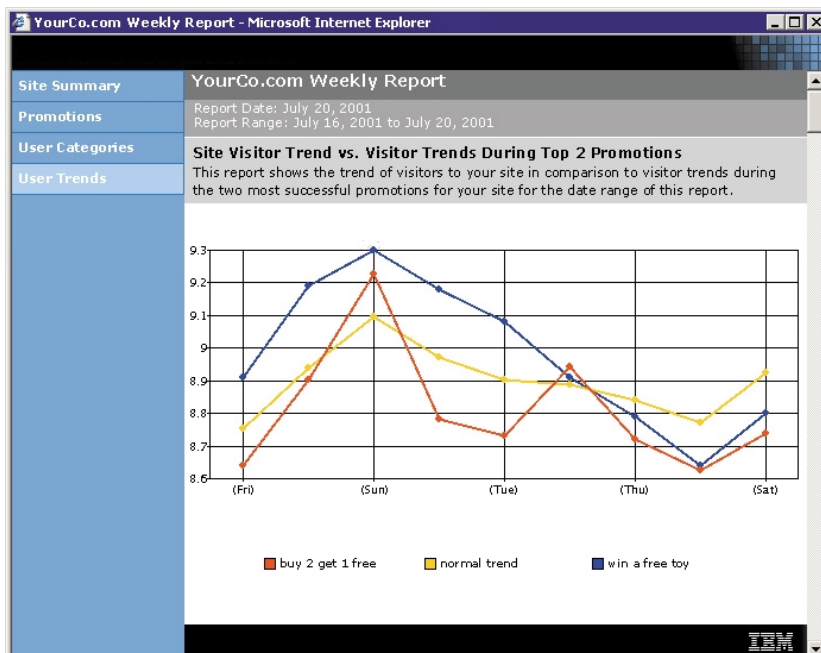 YourCo.com Weekly Report - Microsoft Internet Explorer
Site Summary
Promotions
User Categories
User Trends
YourCo.com Weekly Report
Report Date: July 20, 2001
Report Range: July 16, 2001 to July 20, 2001
Site Visitor Trend vs. Visitor Trends During Top 2 Promotions
This report shows the trend of visitors to your site in comparison to visitor trends during
the two most successful promotions for your site for the date range of this report.
9.3
9.2
9.1
9
8.9
8.8
8.7
8.6
(Fri) (Sun) (Tue) (Thu) (Sat)
buy 2 get 1 free normal trend win a free toy
IBM